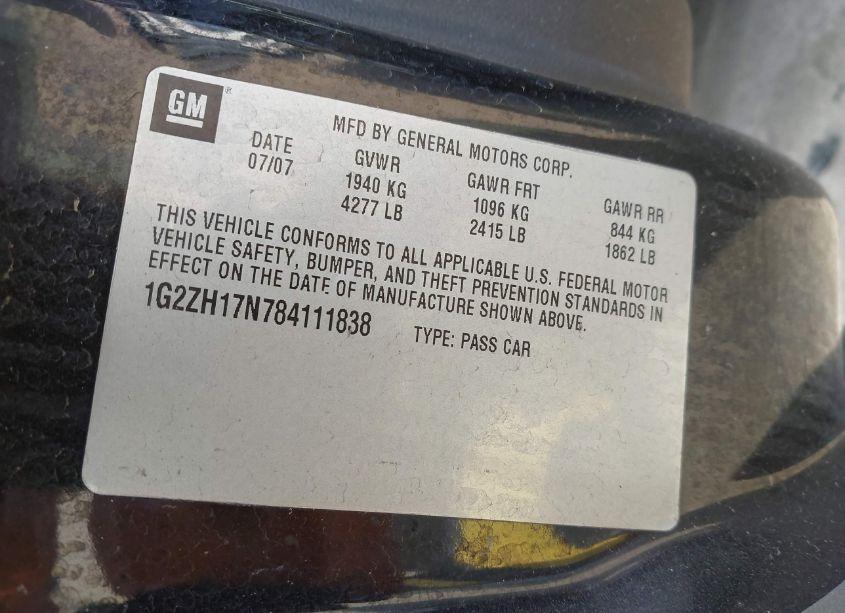 GM
MFD BY GENERAL MOTORS CORP.
DATE GVWR GAWR FRT GAWR RR
07/07 1940 KG 1096 KG 844 KG
4277 LB 2415 LB 1862 LB
THIS VEHICLE CONFORMS TO ALL APPLICABLE U.S. FEDERAL MOTOR
VEHICLE SAFETY, BUMPER, AND THEFT PREVENTION STANDARDS IN
EFFECT ON THE DATE OF MANUFACTURE SHOWN ABOVE.
1G2ZH17N784111838 TYPE: PASS CAR